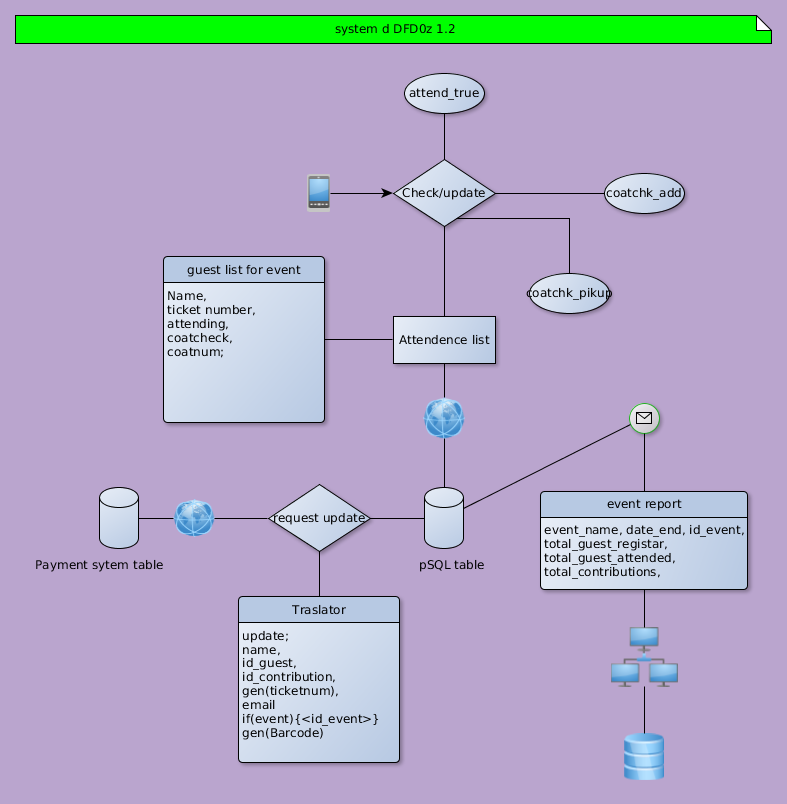 system d DFD0z 1.2
attend_true
Check/update
coatchk_add
coatchk_pikup
guest list for event
Name,
ticket number,
attending,
coatcheck,
coatnum;
Attendence list
request update
Payment sytem table
pSQL table
event report
event_name, date_end, id_event,
total_guest_registar,
total_guest_attended,
total_contributions,
Traslator
update;
name,
id_guest,
id_contribution,
gen(ticketnum),
email
if(event){<id_event>}
gen(Barcode)